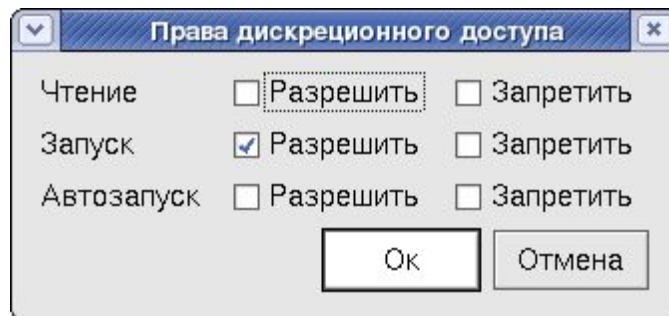 Права дискреционного доступа
Чтение Разрешить Запретить
Запуск Разрешить Запретить
Автозапуск Разрешить Запретить
Ок Отмена